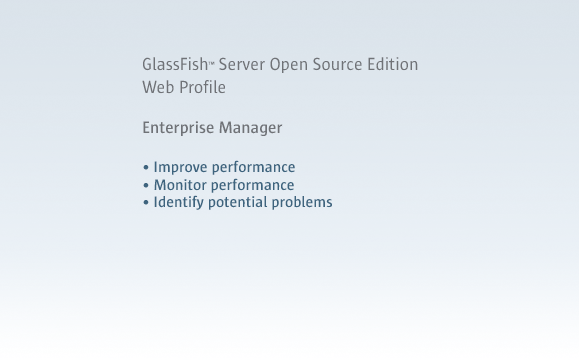 GlassFish™ Server Open Source Edition
Web Profile
Enterprise Manager
• Improve performance
• Monitor performance
• Identify potential problems